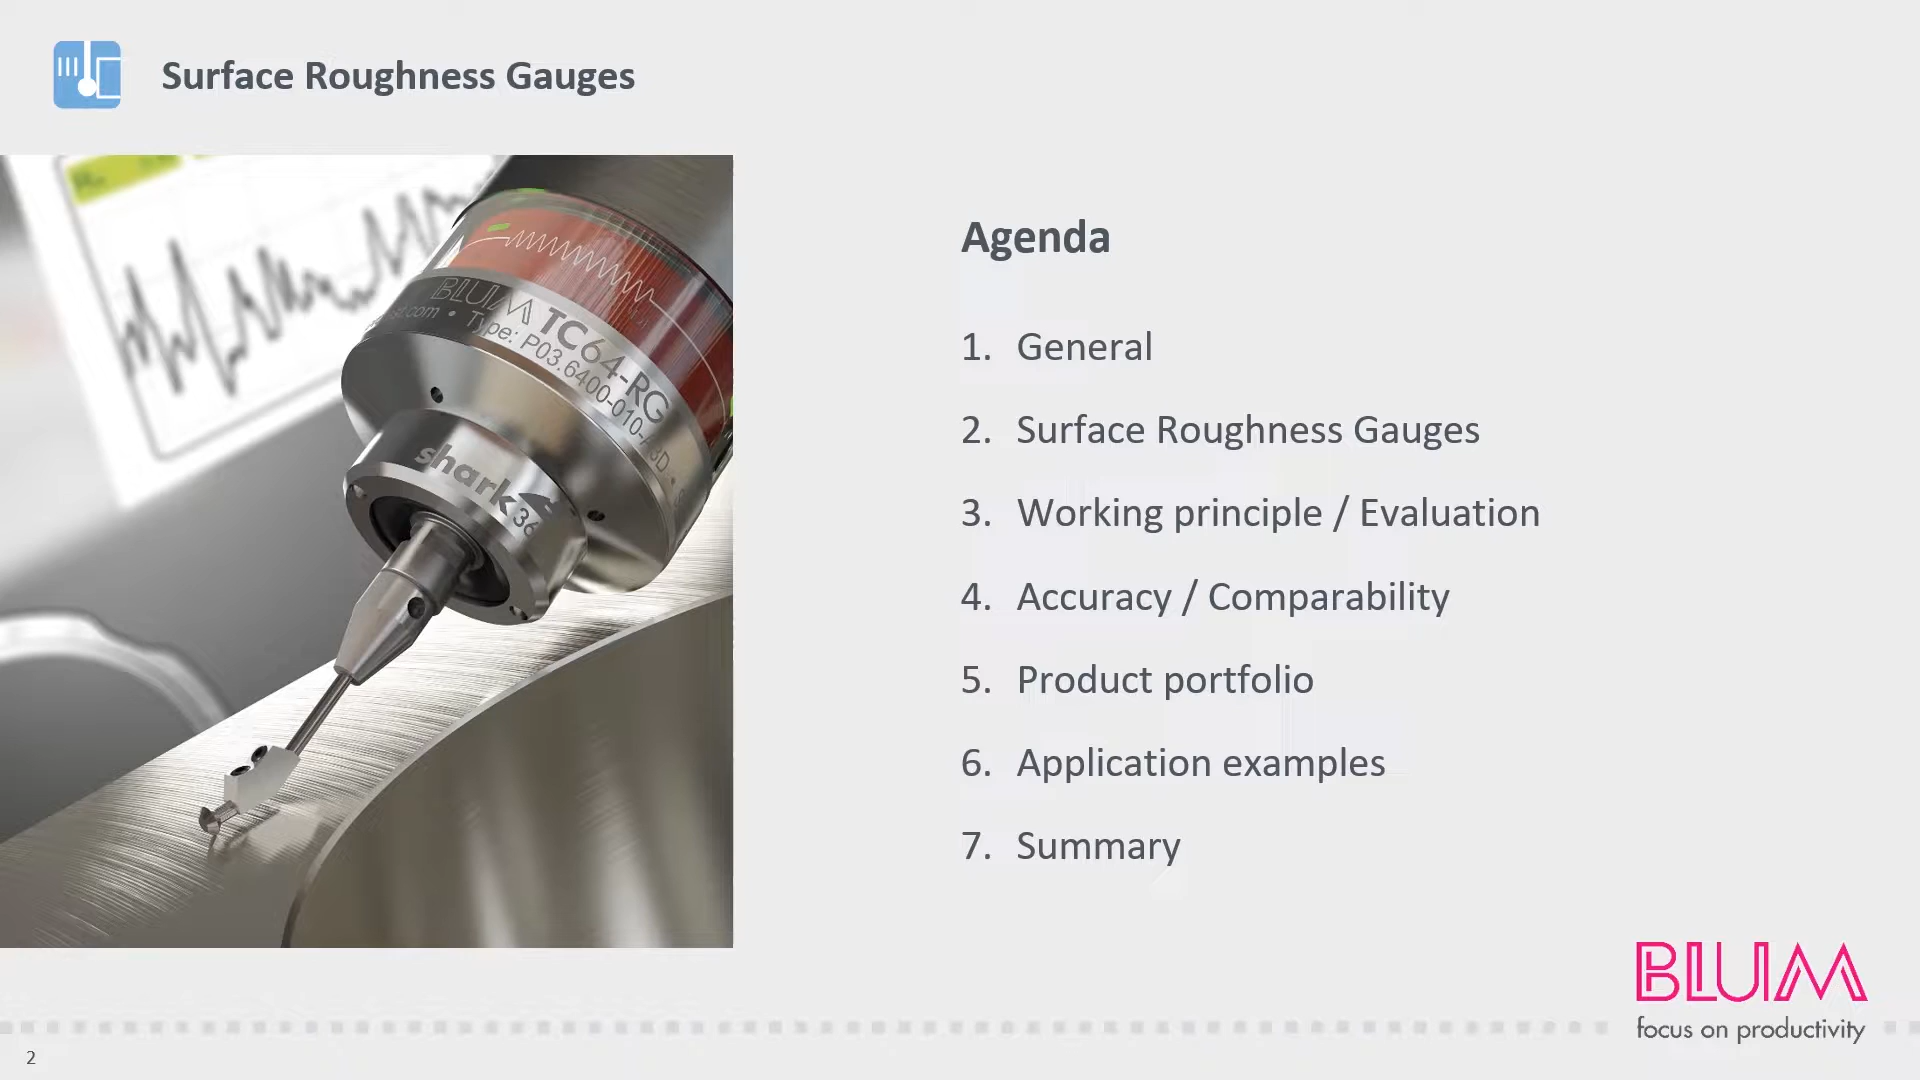 Surface Roughness Gauges
BLUM TC64-RG
Type: P03.6400-010-
shark36
Agenda
1. General
2. Surface Roughness Gauges
3. Working principle / Evaluation
4. Accuracy / Comparability
5. Product portfolio
6. Application examples
7. Summary
BLUM
focus on productivity
2